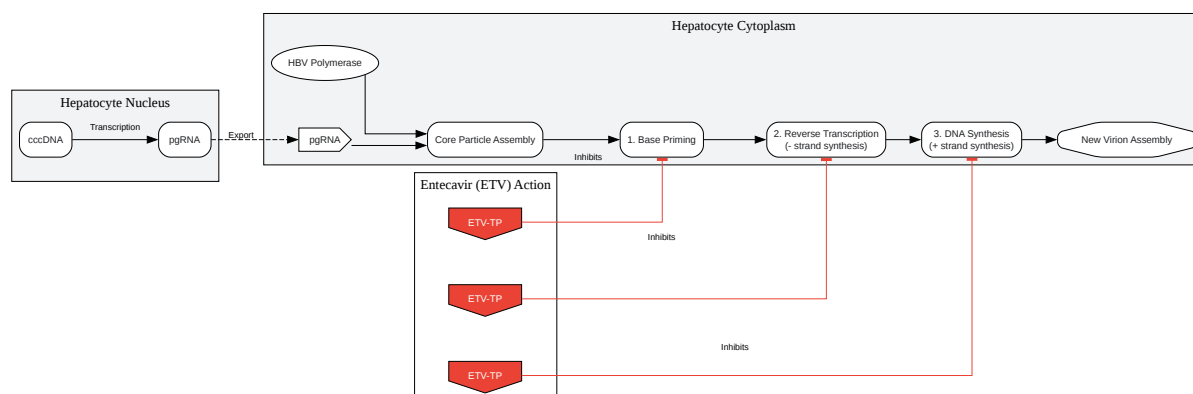 Hepatocyte Cytoplasm
HBV Polymerase
Hepatocyte Nucleus
cccDNA
Transcription
pgRNA
Export
pgRNA
Core Particle Assembly
1. Base Priming
2. Reverse Transcription
(- strand synthesis)
3. DNA Synthesis
(+ strand synthesis)
New Virion Assembly
Inhibits
Entecavir (ETV) Action
ETV-TP
Inhibits
ETV-TP
Inhibits
ETV-TP